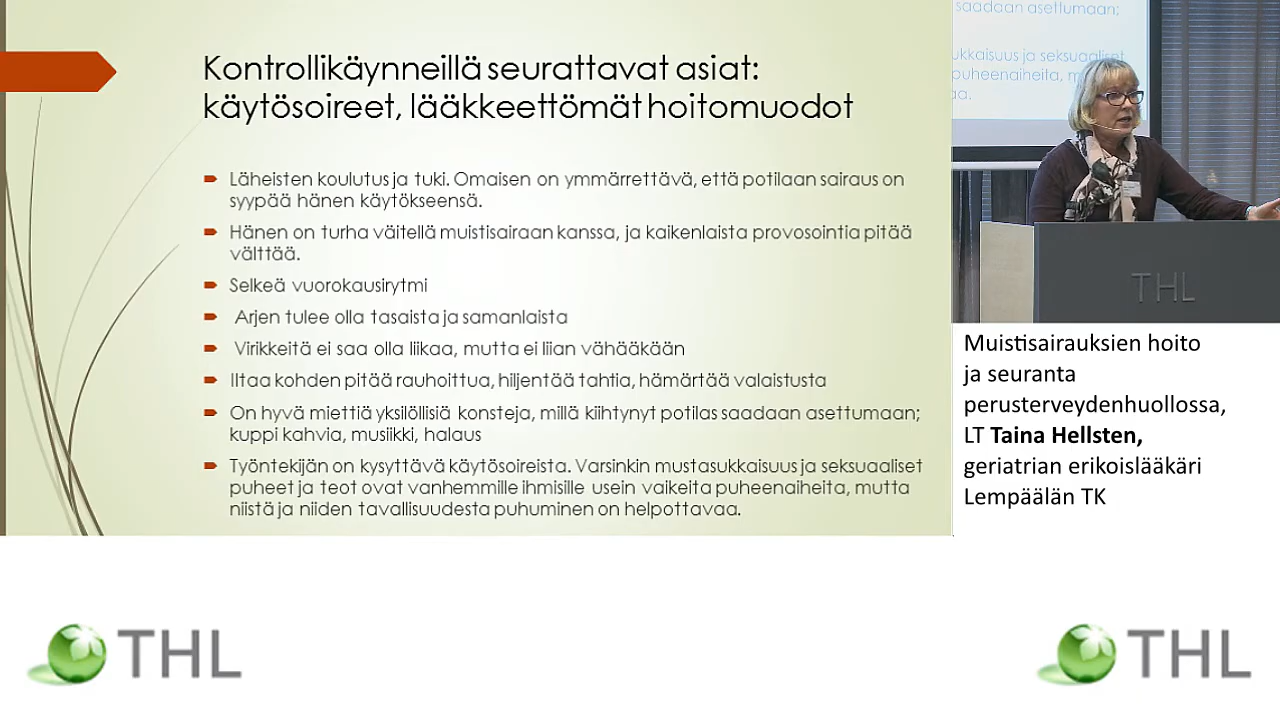 Kontrollikäynneillä seurattavat asiat:
käytösoireet, lääkkeettömät hoitomuodot
Läheisten koulutus ja tuki. Omaisen on ymmärrettävä, että potilaan sairaus on
syypää hänen käytökseensä.
Hänen on turha väitellä muistisairaan kanssa, ja kaikenlaista provosointia pitää
välttää.
Selkeä vuorokausirytmi
Arjen tulee olla tasaista ja samanlaista
Virikkeitä ei saa olla liikaa, mutta ei liian vähääkään
Iltaa kohden pitää rauhoittua, hiljentää tahtia, hämärtää valaistusta
On hyvä miettiä yksilöllisiä konsteja, millä kiihtynyt potilas saadaan asettumaan;
kuppi kahvia, musiikki, halaus
Työntekijän on kysyttävä käytösoireista. Varsinkin mustasukkaisuus ja seksuaaliset
puheet ja teot ovat vanhemmille ihmisille usein vaikeita puheenaiheita, mutta
niistä ja niiden tavallisuudesta puhuminen on helpottavaa.
saadaan asettumaan;
ukkaisuus ja seksuaaliset
puheenaiheita, m
aa.
THL
Muistisairauksien hoito
ja seuranta
perusterveydenhuollossa,
LT Taina Hellsten,
geriatrian erikoislääkäri
Lempäälän TK
THL
THL